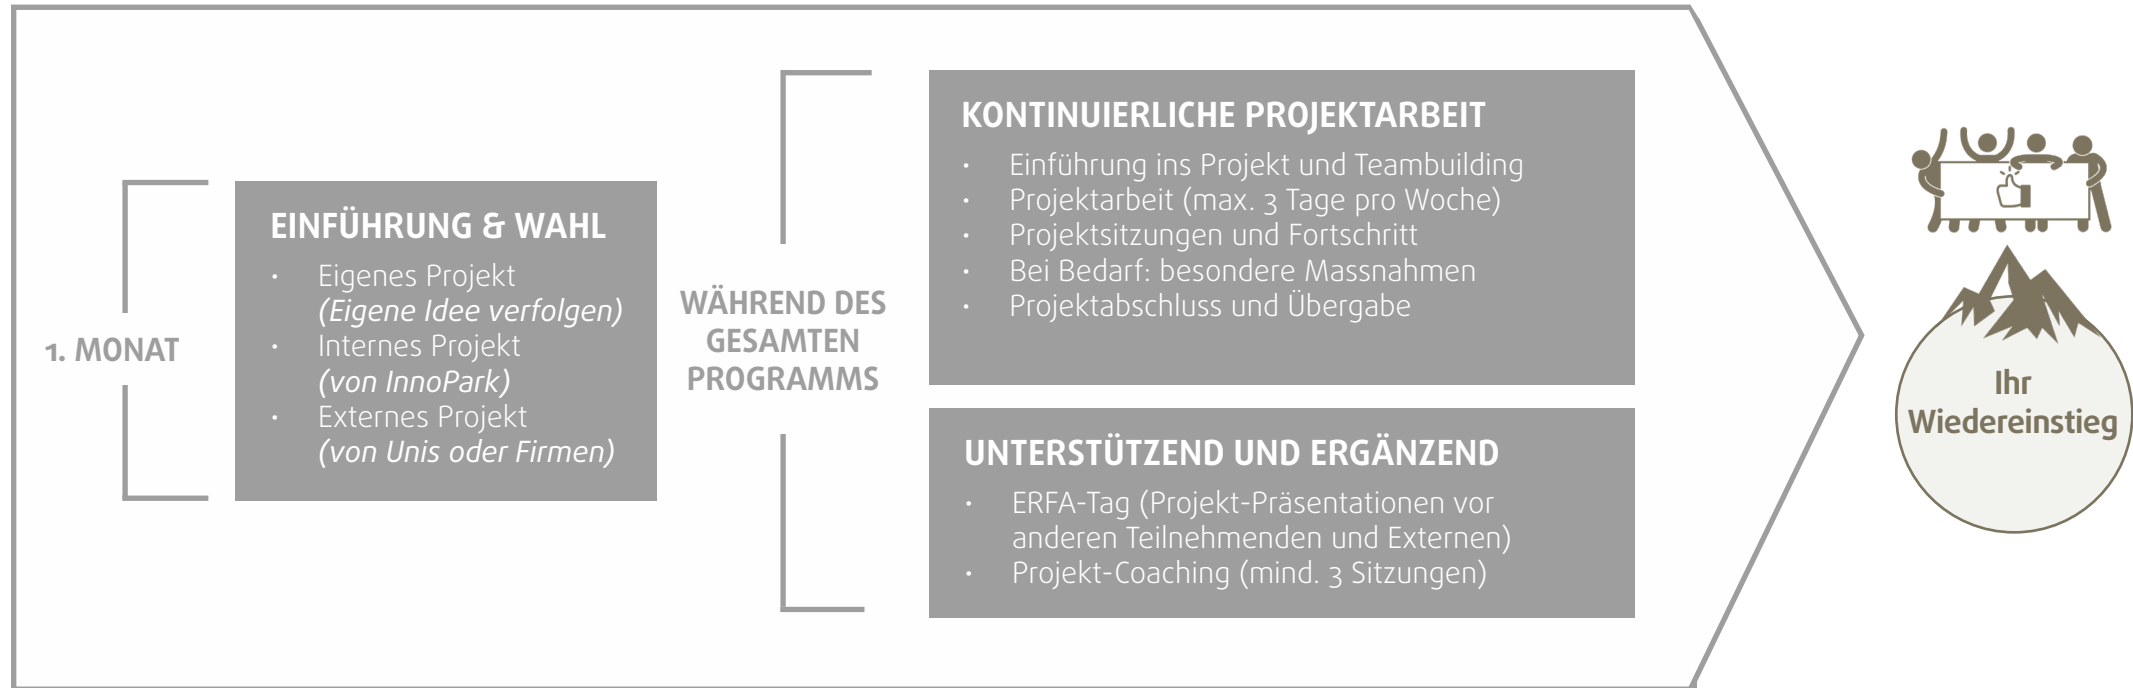 1. MONAT
EINFÜHRUNG & WAHL
• Eigenes Projekt
(Eigene Idee verfolgen)
• Internes Projekt
(von InnoPark)
• Externes Projekt
(von Unis oder Firmen)
WÄHREND DES
GESAMTEN
PROGRAMMS
KONTINUIERLICHE PROJEKTARBEIT
• Einführung ins Projekt und Teambuilding
• Projektarbeit (max. 3 Tage pro Woche)
• Projektsitzungen und Fortschritt
• Bei Bedarf: besondere Massnahmen
• Projektabschluss und Übergabe
UNTERSTÜTZEND UND ERGÄNZEND
• ERFA-Tag (Projekt-Präsentationen vor
anderen Teilnehmenden und Externen)
• Projekt-Coaching (mind. 3 Sitzungen)
Ihr
Wiedereinstieg